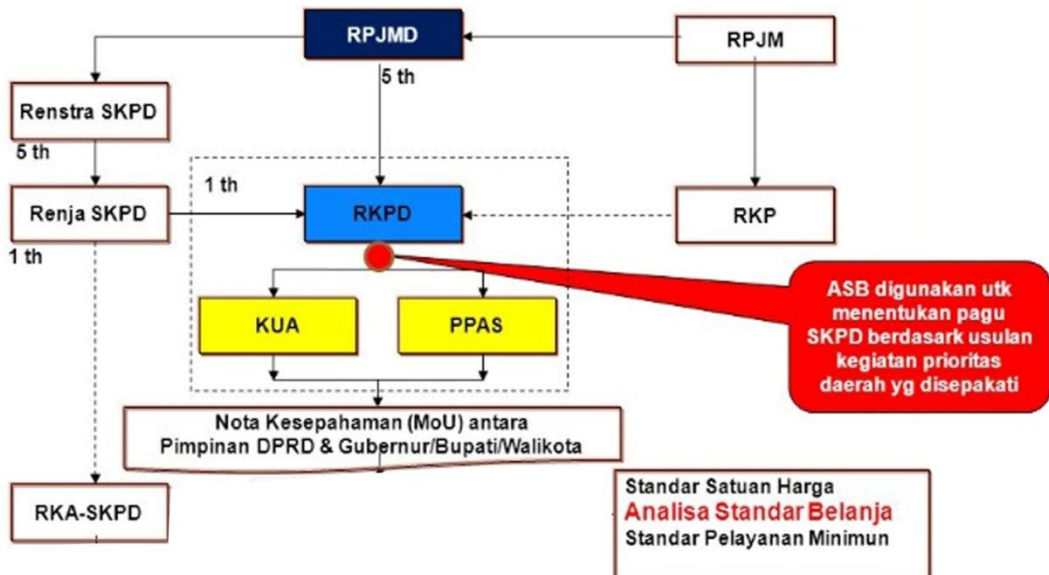 RPJMD
RPJM
5 th
Renstra SKPD
5 th
1 th
Renja SKPD
RKPD
RKP
1 th
KUA
PPAS
ASB digunakan utk
menentukan pagu
SKPD berdasark usulan
kegiatan prioritas
daerah yg disepakati
Nota Kesepahaman (MoU) antara
Pimpinan DPRD & Gubernur/Bupati/Walikota
RKA-SKPD
Standar Satuan Harga
Analisa Standar Belanja
Standar Pelayanan Minimun